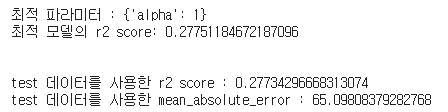 최적 파라미터 : {'alpha': 1}
최적 모델의 r2 score: 0.27751184672187096
test 데이터를 사용한 r2 score : 0.27734296668313074
test 데이터를 사용한 mean_absolute_error : 65.09808379282768